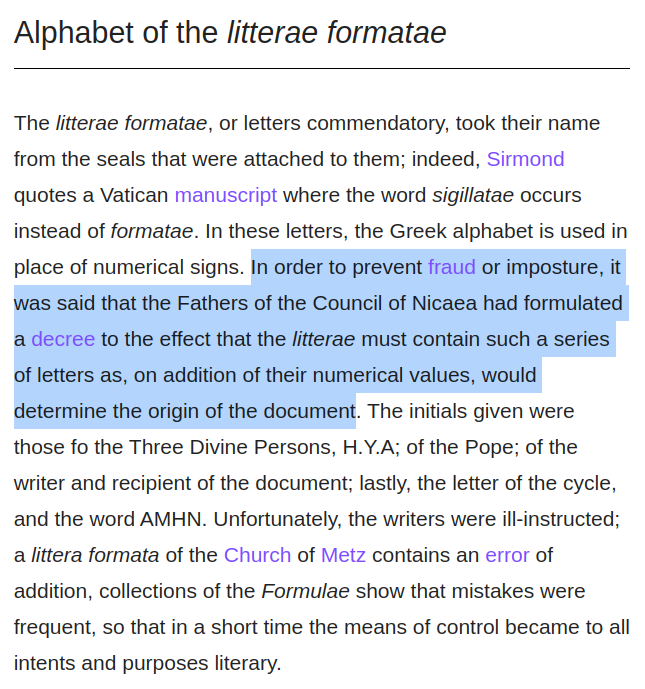 Alphabet of the litterae formatae
The litterae formatae, or letters commendatory, took their name
from the seals that were attached to them; indeed, Sirmond
quotes a Vatican manuscript where the word sigillatae occurs
instead of formatae. In these letters, the Greek alphabet is used in
place of numerical signs. In order to prevent fraud or imposture, it
was said that the Fathers of the Council of Nicaea had formulated
a decree to the effect that the litterae must contain such a series
of letters as, on addition of their numerical values, would
determine the origin of the document. The initials given were
those fo the Three Divine Persons, H.Y.A; of the Pope; of the
writer and recipient of the document; lastly, the letter of the cycle,
and the word AMHN. Unfortunately, the writers were ill-instructed;
a littera formata of the Church of Metz contains an error of
addition, collections of the Formulae show that mistakes were
frequent, so that in a short time the means of control became to all
intents and purposes literary.